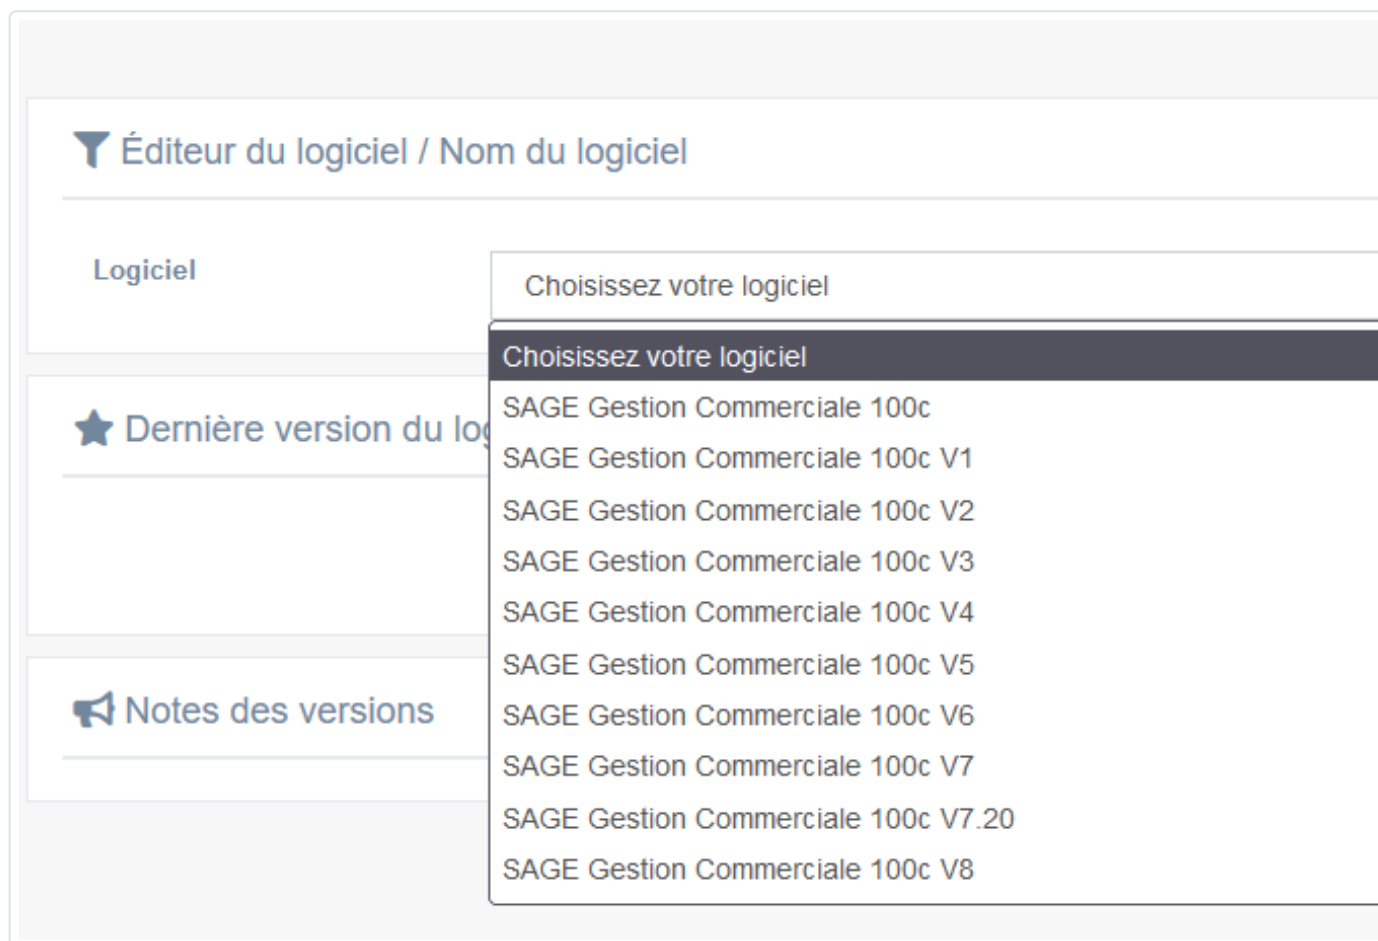 Éditeur du logiciel / Nom du logiciel
Logiciel
Choisissez votre logiciel
Choisissez votre logiciel
SAGE Gestion Commerciale 100c
SAGE Gestion Commerciale 100c V1
SAGE Gestion Commerciale 100c V2
SAGE Gestion Commerciale 100c V3
SAGE Gestion Commerciale 100c V4
SAGE Gestion Commerciale 100c V5
SAGE Gestion Commerciale 100c V6
SAGE Gestion Commerciale 100c V7
SAGE Gestion Commerciale 100c V7.20
SAGE Gestion Commerciale 100c V8
Dernière version du log
Notes des versions